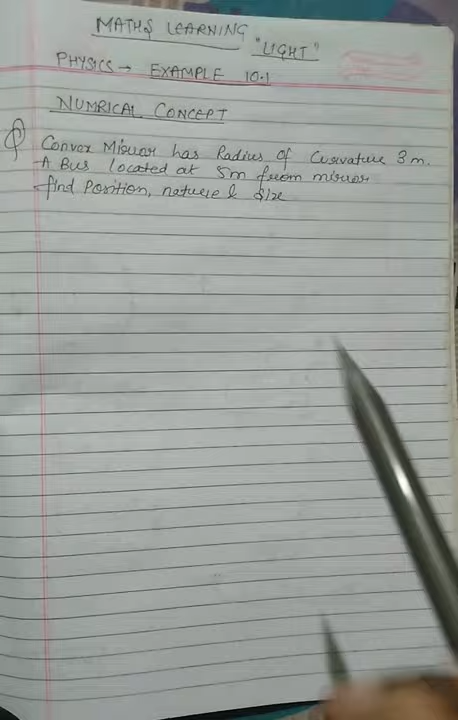 MATHS LEARNING
"LIGHT"
PHYSICS → EXAMPLE 10.1
NUMRICAL CONCEPT
Q Convex Mirror has Radius of Curvature 3 m.
A Bus located at 5m from mirror
find Position, nature & Size